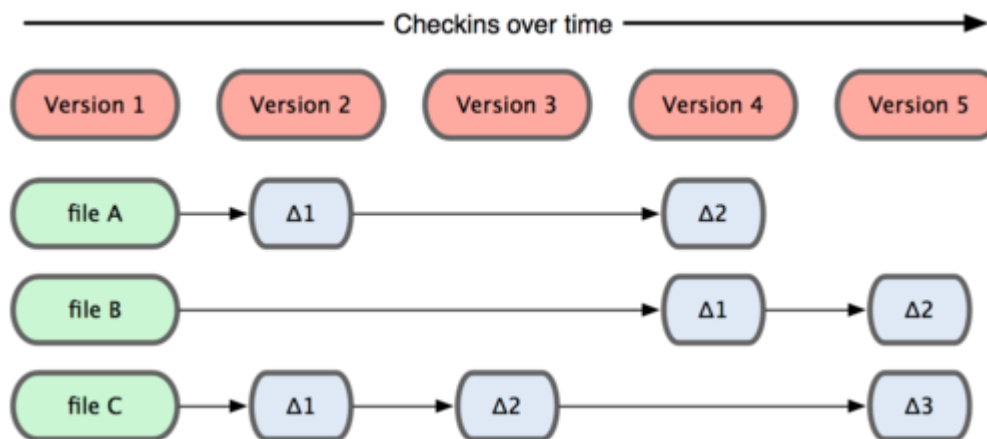 Checkins over time
Version 1 Version 2 Version 3 Version 4 Version 5
file A Δ1 Δ2
file B Δ1 Δ2
file C Δ1 Δ2 Δ3